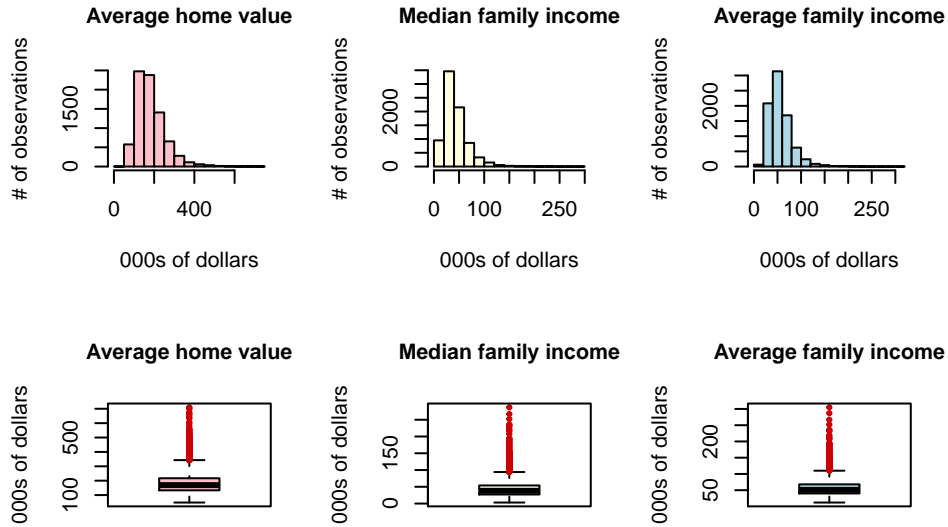 Average home value
# of observations
0 1500
0 400
000s of dollars
Median family income
# of observations
0 2000
0 100 250
000s of dollars
Average family income
# of observations
0 2000
0 100 250
000s of dollars
Average home value
000s of dollars
100 500
Median family income
000s of dollars
0 150
Average family income
000s of dollars
50 200